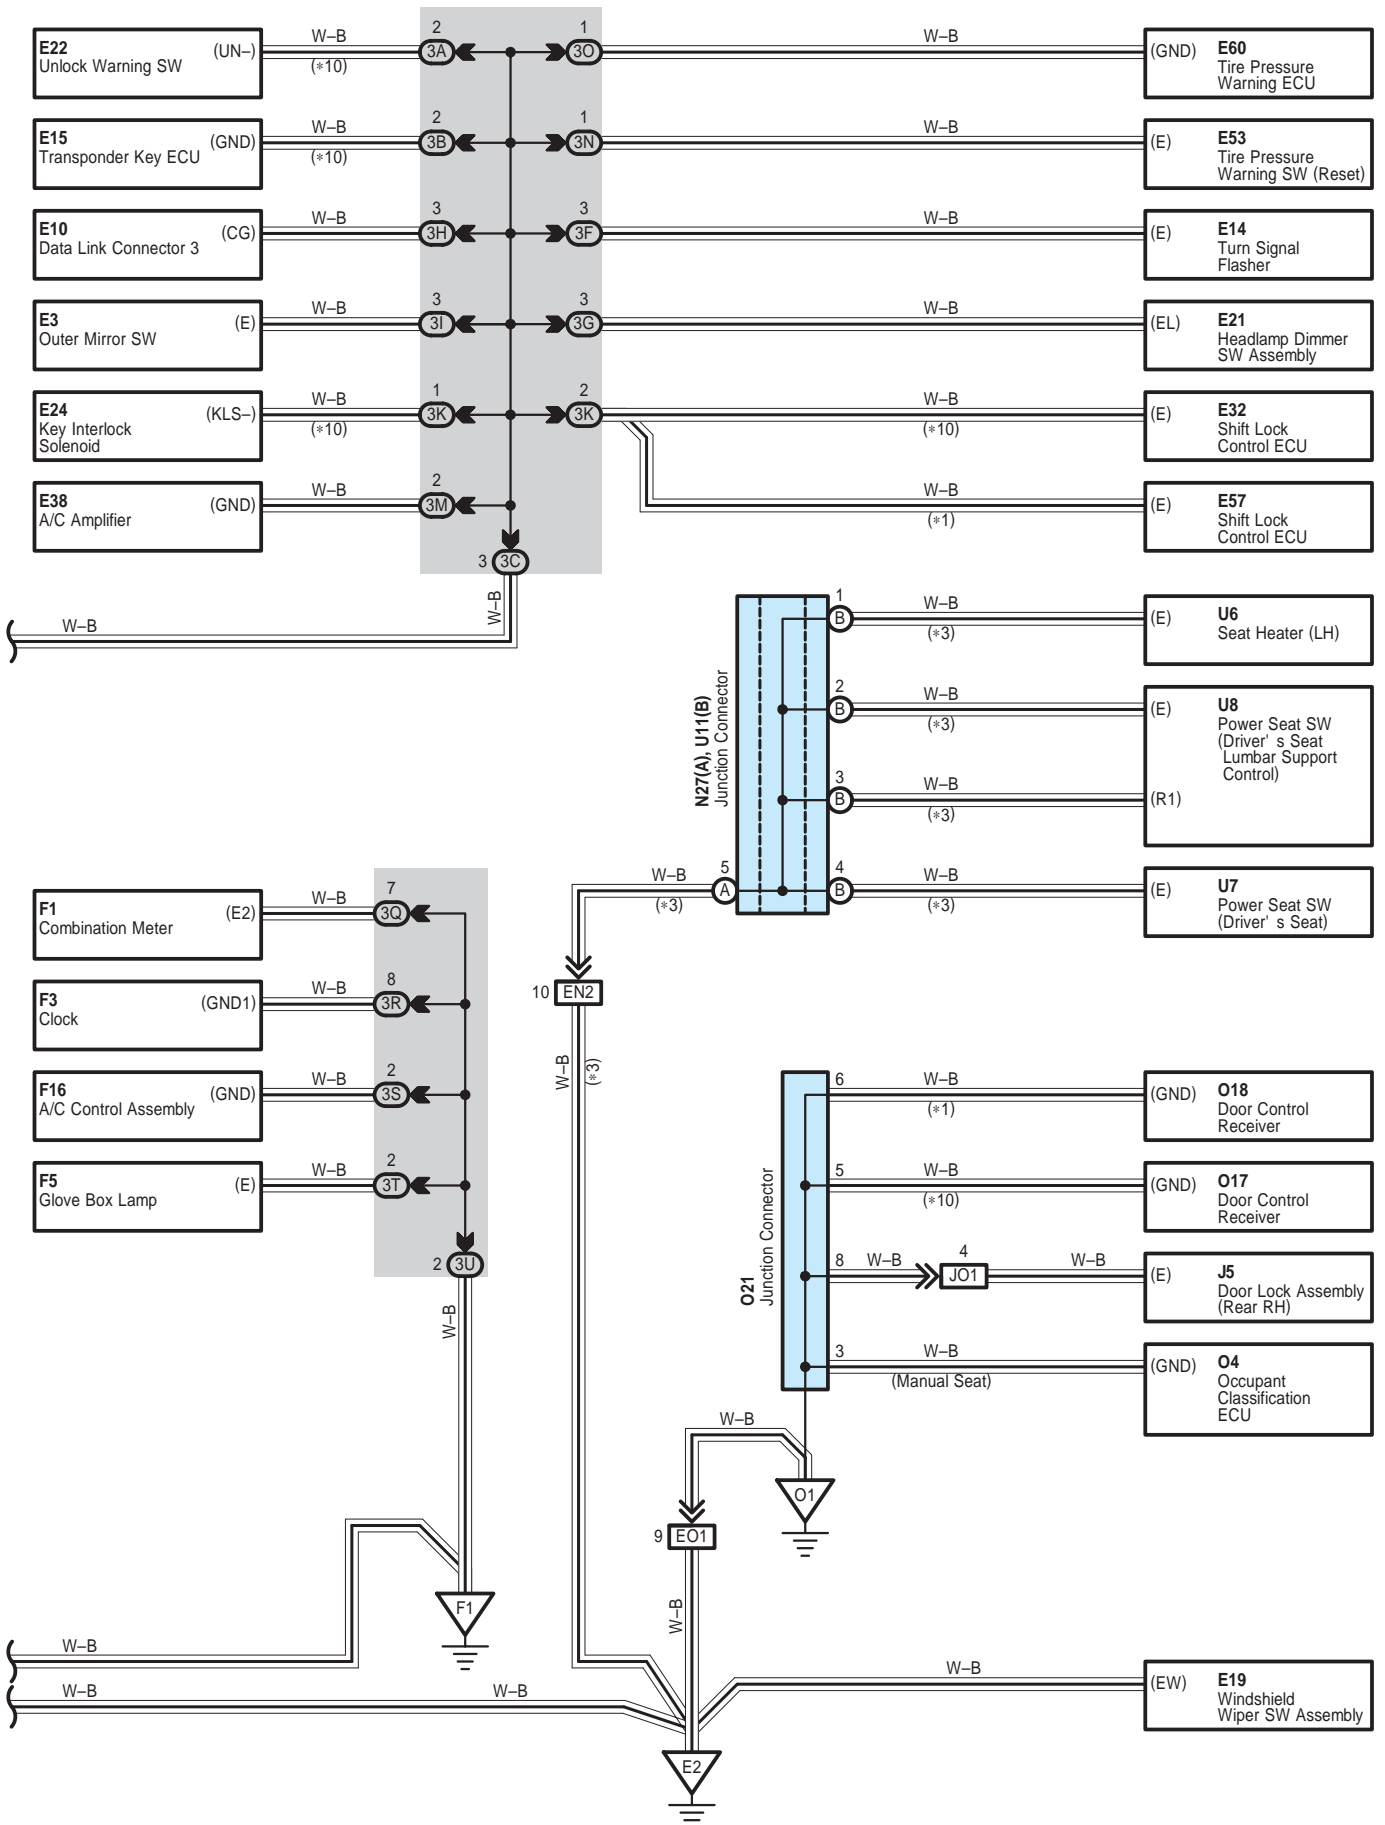 2 1
E22 (UN–) W–B 3A 3O W–B (GND) E60
Unlock Warning SW (∗10) Tire Pressure
Warning ECU
2 1
E15 (GND) W–B 3B 3N W–B (E) E53
Transponder Key ECU (∗10) Tire Pressure
Warning SW (Reset)
3 3
E10 (CG) W–B 3H 3F W–B (E) E14
Data Link Connector 3 Turn Signal
Flasher
3 3
E3 (E) W–B 3I 3G W–B (EL) E21
Outer Mirror SW Headlamp Dimmer
SW Assembly
1 2
E24 (KLS–) W–B 3K 3K W–B (E) E32
Key Interlock (∗10) (∗10) Shift Lock
Solenoid Control ECU
2
E38 (GND) W–B 3M W–B (E) E57
A/C Amplifier (∗1) Shift Lock
Control ECU
3 3C
W–B
W–B
N27(A), U11(B)
Junction Connector
1 B W–B (E) U6
(∗3) Seat Heater (LH)
2 B W–B (E) U8
(∗3) Power Seat SW
(Driver' s Seat
Lumbar Support
Control)
3 B W–B (R1)
(∗3)
W–B 5 A 4 B W–B (E) U7
(∗3) (∗3) Power Seat SW
(Driver' s Seat)
7
F1 (E2) W–B 3Q
Combination Meter
10 EN2
8
F3 (GND1) W–B 3R
Clock
W–B (∗3)
2
F16 (GND) W–B 3S
A/C Control Assembly
2
F5 (E) W–B 3T
Glove Box Lamp
2 3U
W–B
O21
Junction Connector
6 W–B (GND) O18
(∗1) Door Control
Receiver
5 W–B (GND) O17
(∗10) Door Control
Receiver
8 W–B 4 JO1 W–B (E) J5
Door Lock Assembly
(Rear RH)
3 W–B (GND) O4
(Manual Seat) Occupant
Classification
ECU
W–B
O1
9 EO1
F1
W–B
W–B
W–B W–B
W–B (EW) E19
Windshield
Wiper SW Assembly
E2